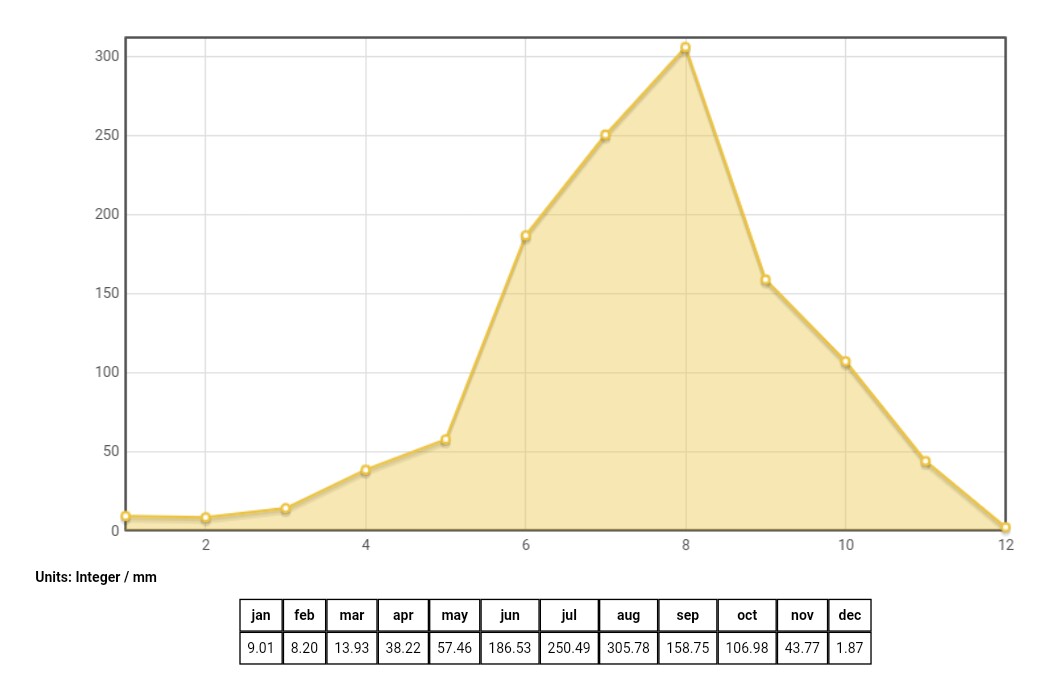 300
250
200
150
100
50
0
2 4 6 8 10 12
Units: Integer / mm
jan feb mar apr may jun jul aug sep oct nov dec
9.01 8.20 13.93 38.22 57.46 186.53 250.49 305.78 158.75 106.98 43.77 1.87